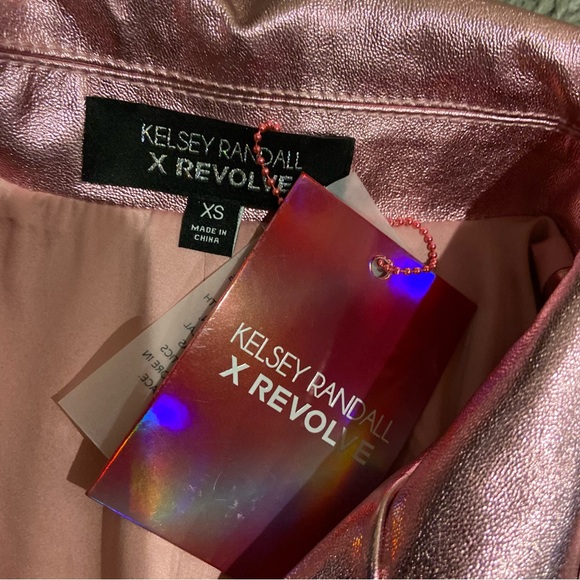 KELSEY RANDALL
X REVOLVE
XS
MADE IN
CHINA
KELSEY RANDALL
X REVOLVE